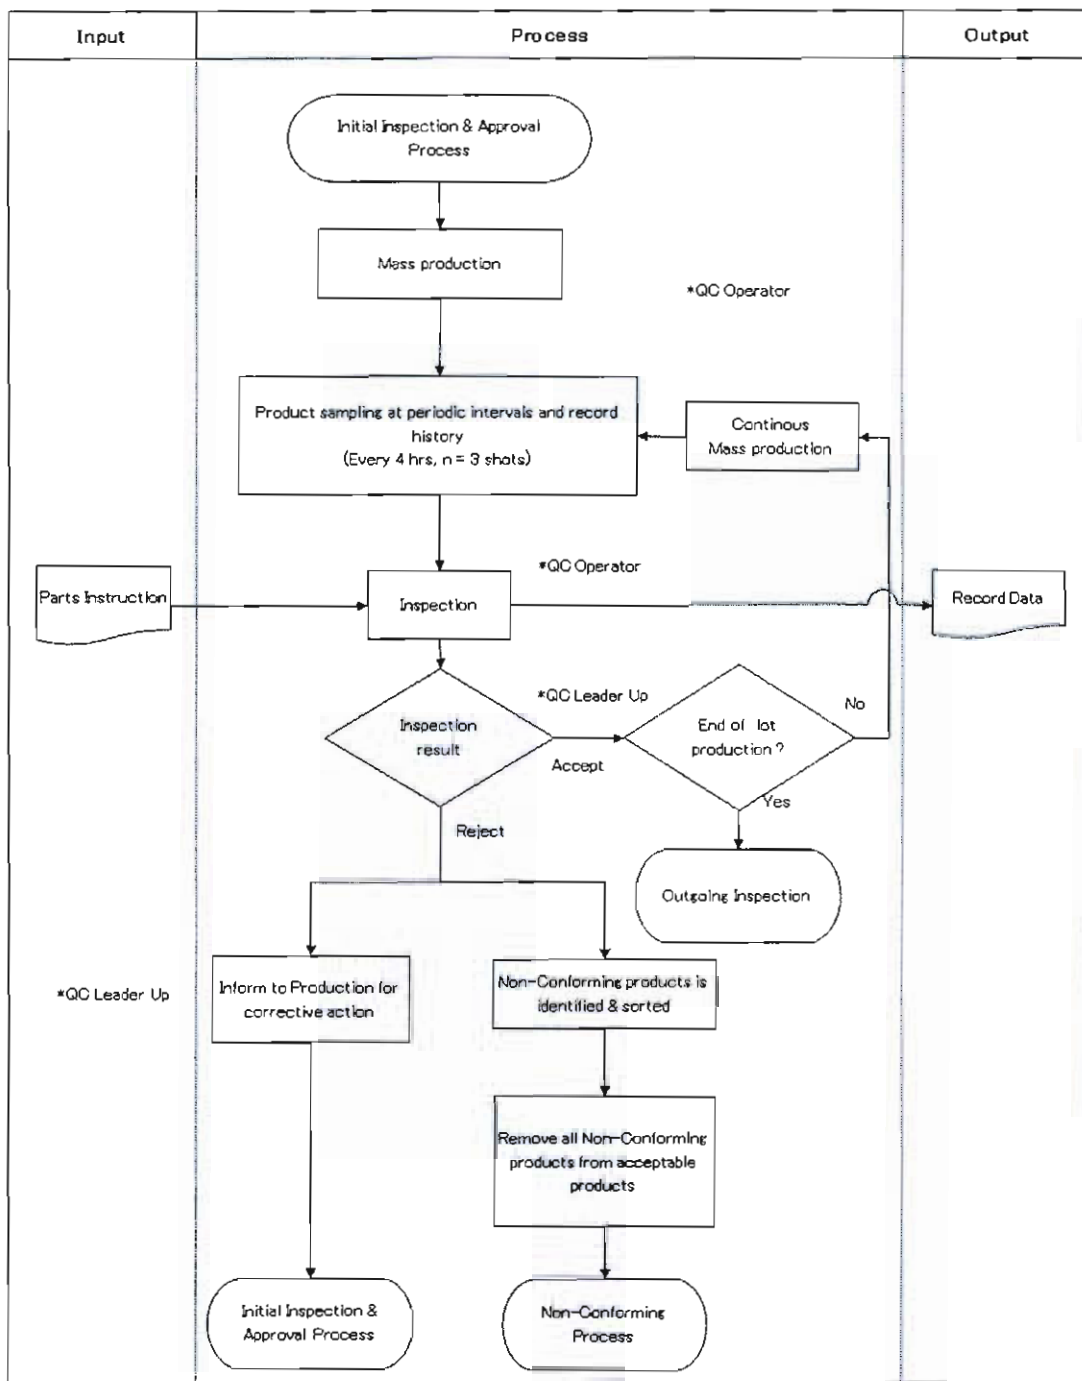 Input
Process
Output
Initial Inspection & Approval
Process
Mass production
*QC Operator
Product sampling at periodic intervals and record
history
(Every 4 hrs, n = 3 shots)
Continous
Mass production
*QC Operator
Parts Instruction
Inspection
Record Data
*QC Leader Up
Inspection
result
Accept
End of lot
production ?
No
Yes
Reject
Outgoing Inspection
*QC Leader Up
Inform to Production for
corrective action
Non-Conforming products is
identified & sorted
Remove all Non-Conforming
products from acceptable
products
Initial Inspection &
Approval Process
Non-Conforming
Process